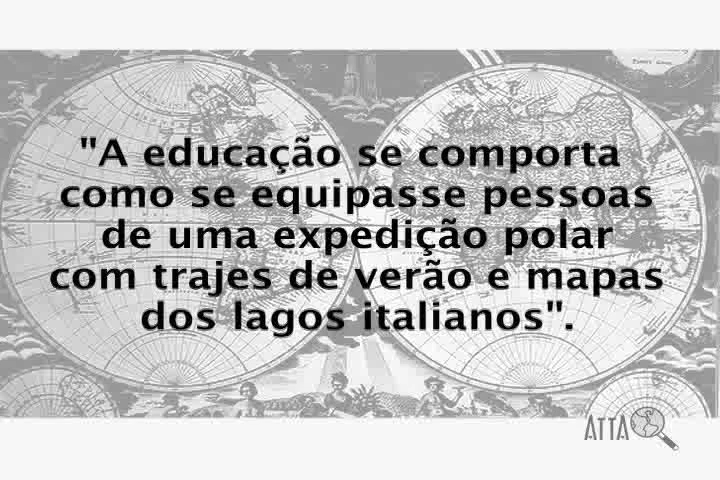 "A educação se comporta
como se equipasse pessoas
de uma expedição polar
com trajes de verão e mapas
dos lagos italianos".
ATTA